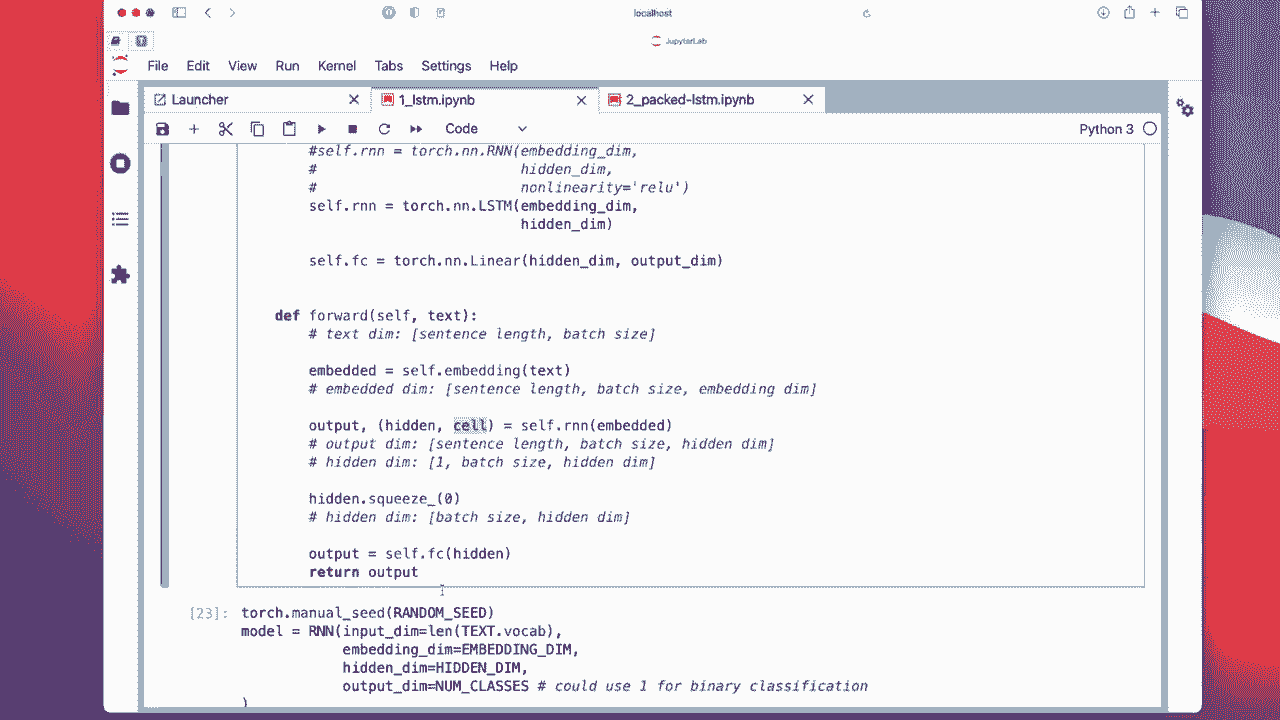 localhost
JupyterLab
File Edit View Run Kernel Tabs Settings Help
Launcher 1_lstm.ipynb 2_packed-lstm.ipynb
Code Python 3
#self.rnn = torch.nn.RNN(embedding_dim,
#                        hidden_dim,
#                        nonlinearity='relu')
self.rnn = torch.nn.LSTM(embedding_dim,
                         hidden_dim)
self.fc = torch.nn.Linear(hidden_dim, output_dim)
def forward(self, text):
# text dim: [sentence length, batch size]
embedded = self.embedding(text)
# embedded dim: [sentence length, batch size, embedding dim]
output, (hidden, cell) = self.rnn(embedded)
# output dim: [sentence length, batch size, hidden dim]
# hidden dim: [1, batch size, hidden dim]
hidden.squeeze_(0)
# hidden dim: [batch size, hidden dim]
output = self.fc(hidden)
return output
[23]: torch.manual_seed(RANDOM_SEED)
model = RNN(input_dim=len(TEXT.vocab),
            embedding_dim=EMBEDDING_DIM,
            hidden_dim=HIDDEN_DIM,
            output_dim=NUM_CLASSES # could use 1 for binary classification
)